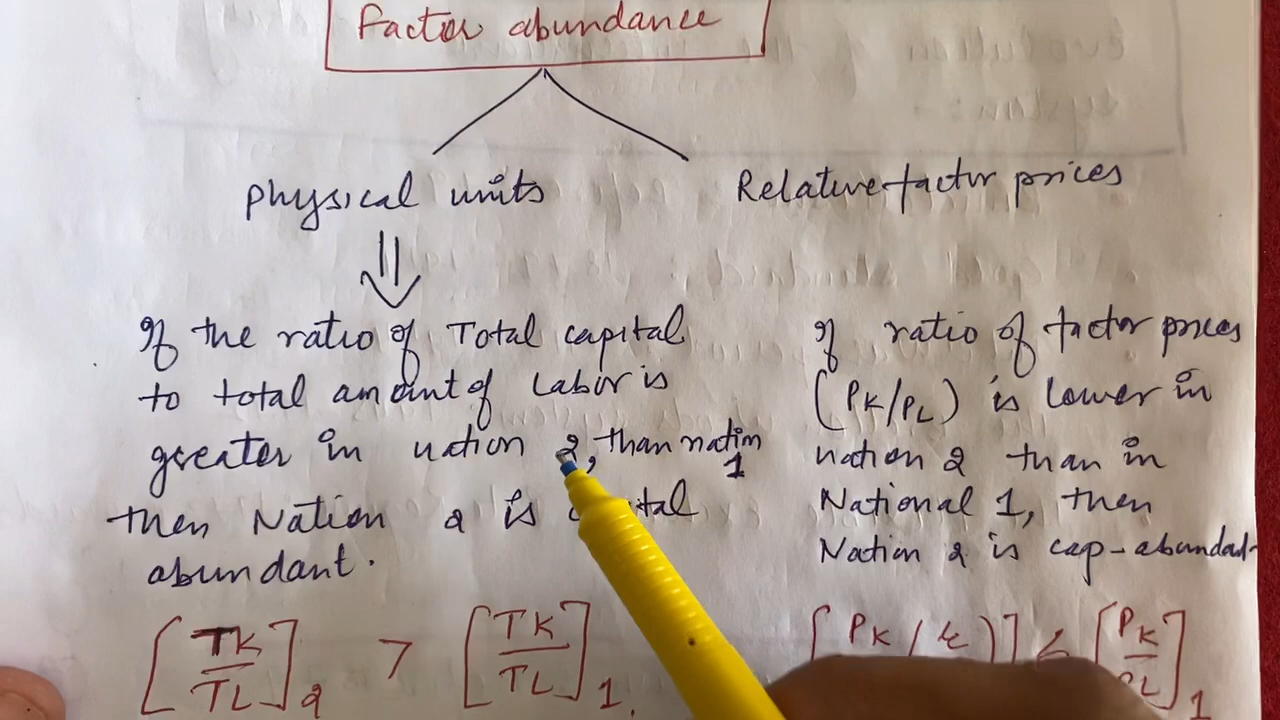 Factor abundance
Physical units
Relative factor prices
If the ratio of Total capital
to total amount of Labor is
greater in nation 2, than nation
1
then Nation 2 is
abundant.
If ratio of factor prices
(PK/PL) is lower in
nation 2 than in
National 1, then
Nation 2 is cap-abundant
[TK/TL]2 > [TK/TL]1.